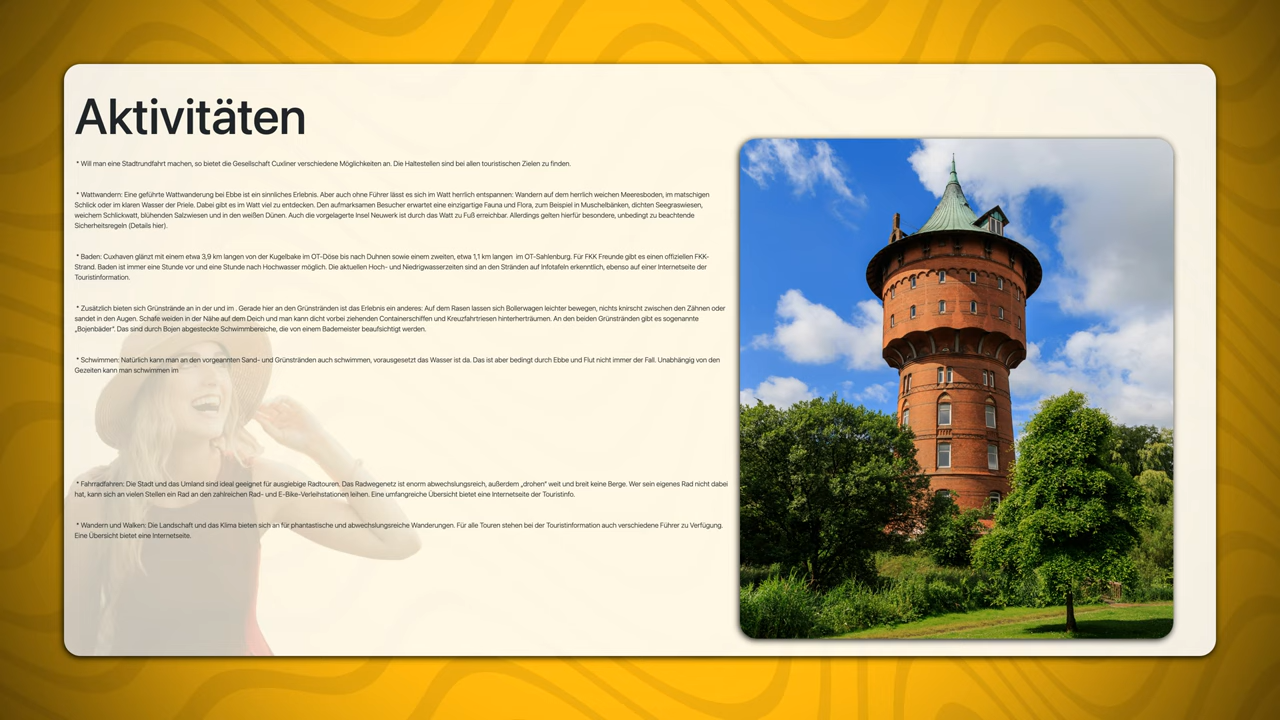 Aktivitäten
* Will man eine Stadtrundfahrt machen, so bietet die Gesellschaft Cuxliner verschiedene Möglichkeiten an. Die Haltestellen sind bei allen touristischen Zielen zu finden.
* Wattwandern: Eine geführte Wattwanderung bei Ebbe ist ein sinnliches Erlebnis. Aber auch ohne Führer lässt es sich im Watt herrlich entspannen: Wandern auf dem herrlich weichen Meeresboden, im matschigen
Schlick oder im klaren Wasser der Priele. Dabei gibt es im Watt viel zu entdecken. Den aufmarksamen Besucher erwartet eine einzigartige Fauna und Flora, zum Beispiel in Muschelbänken, dichten Seegraswiesen,
weichem Schlickwatt, blühenden Salzwiesen und in den weißen Dünen. Auch die vorgelagerte Insel Neuwerk ist durch das Watt zu Fuß erreichbar. Allerdings gelten hierfür besondere, unbedingt zu beachtende
Sicherheitsregeln (Details hier).
* Baden: Cuxhaven glänzt mit einem etwa 3,9 km langen von der Kugelbake im OT-Döse bis nach Duhnen sowie einem zweiten, etwa 1,1 km langen  im OT-Sahlenburg. Für FKK Freunde gibt es einen offiziellen FKK-
Strand. Baden ist immer eine Stunde vor und eine Stunde nach Hochwasser möglich. Die aktuellen Hoch- und Niedrigwasserzeiten sind an den Stränden auf Infotafeln erkenntlich, ebenso auf einer Internetseite der
Touristinformation.
* Zusätzlich bieten sich Grünstrände an in der und im . Gerade hier an den Grünstränden ist das Erlebnis ein anderes: Auf dem Rasen lassen sich Bollerwagen leichter bewegen, nichts knirscht zwischen den Zähnen oder
sandet in den Augen. Schafe weiden in der Nähe auf dem Deich und man kann dicht vorbei ziehenden Containerschiffen und Kreuzfahrtriesen hinterherträumen. An den beiden Grünstränden gibt es sogenannte
„Bojenbäder“. Das sind durch Bojen abgesteckte Schwimmbereiche, die von einem Bademeister beaufsichtigt werden.
* Schwimmen: Natürlich kann man an den vorgeannten Sand- und Grünstränden auch schwimmen, vorausgesetzt das Wasser ist da. Das ist aber bedingt durch Ebbe und Flut nicht immer der Fall. Unabhängig von den
Gezeiten kann man schwimmen im
* Fahrradfahren: Die Stadt und das Umland sind ideal geeignet für ausgiebige Radtouren. Das Radwegenetz ist enorm abwechslungsreich, außerdem „drohen“ weit und breit keine Berge. Wer sein eigenes Rad nicht dabei
hat, kann sich an vielen Stellen ein Rad an den zahlreichen Rad- und E-Bike-Verleihstationen leihen. Eine umfangreiche Übersicht bietet eine Internetseite der Touristinfo.
* Wandern und Walken: Die Landschaft und das Klima bieten sich an für phantastische und abwechslungsreiche Wanderungen. Für alle Touren stehen bei der Touristinformation auch verschiedene Führer zu Verfügung.
Eine Übersicht bietet eine Internetseite.